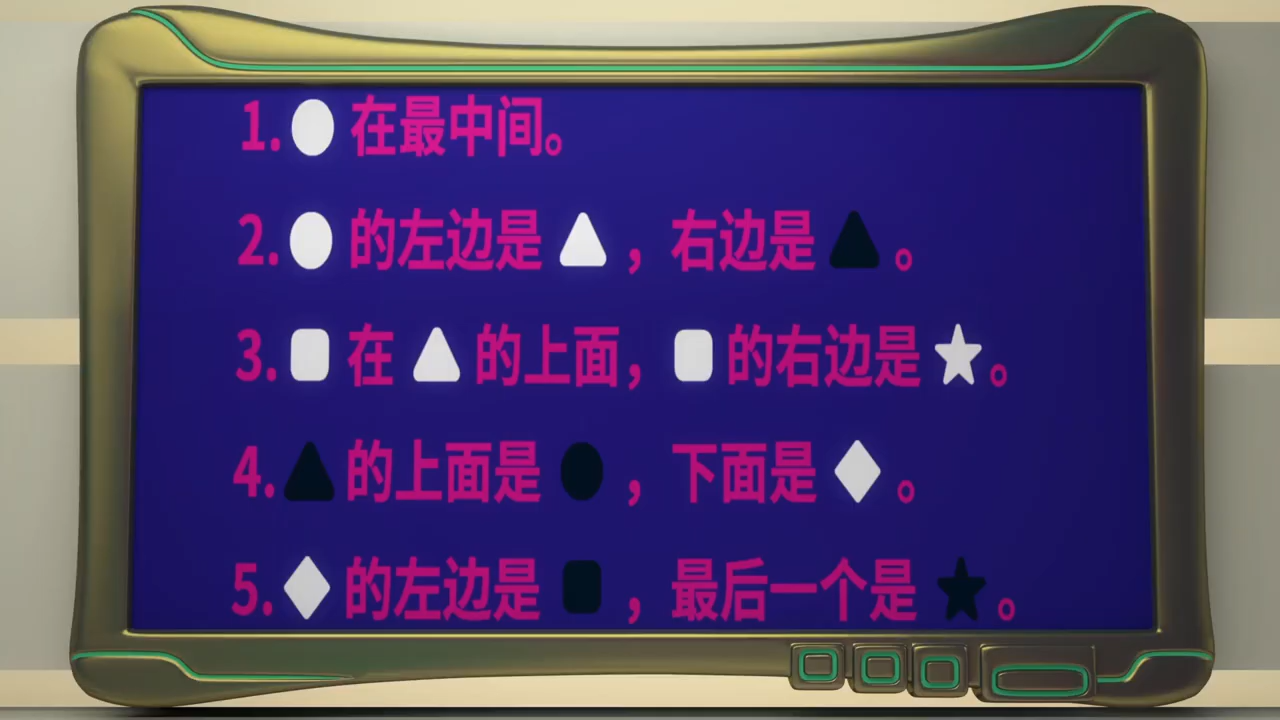 1. 在最中间。
2. 的左边是，右边是。
3. 在的上面，的右边是。
4. 的上面是，下面是。
5. 的左边是，最后一个是。